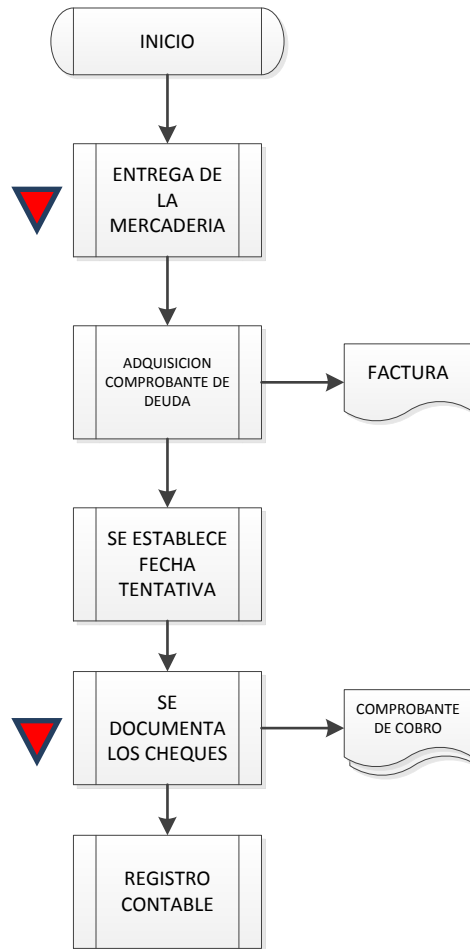 INICIO
ENTREGA DE
LA
MERCADERIA
ADQUISICION
COMPROBANTE DE
DEUDA
FACTURA
SE ESTABLECE
FECHA
TENTATIVA
SE
DOCUMENTA
LOS CHEQUES
COMPROBANTE
DE COBRO
REGISTRO
CONTABLE